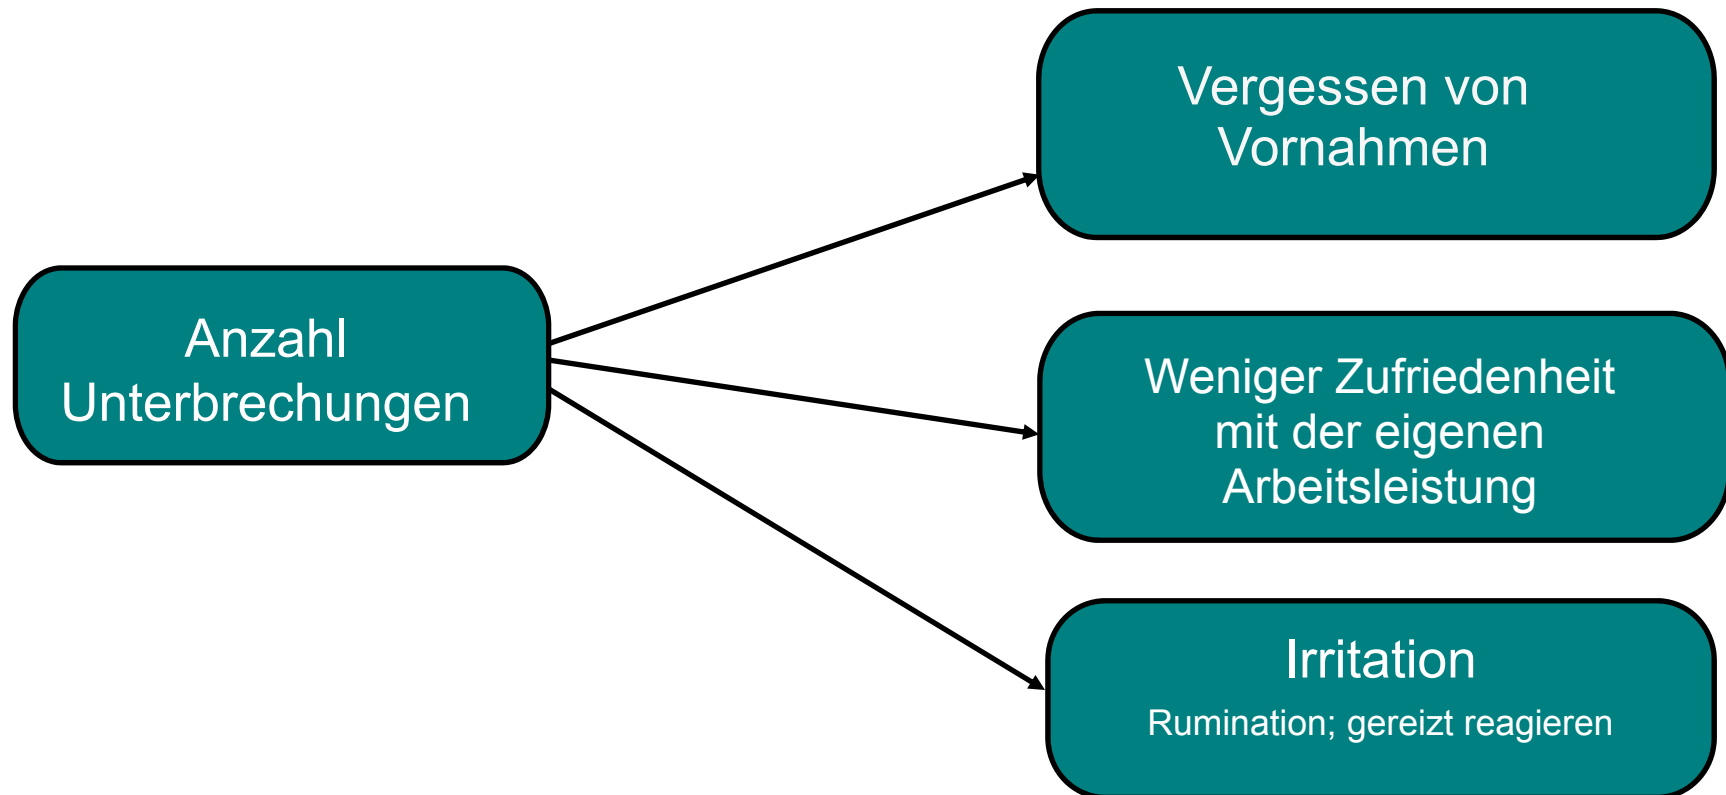 Anzahl
Unterbrechungen
Vergessen von
Vornahmen
Weniger Zufriedenheit
mit der eigenen
Arbeitsleistung
Irritation
Rumination; gereizt reagieren